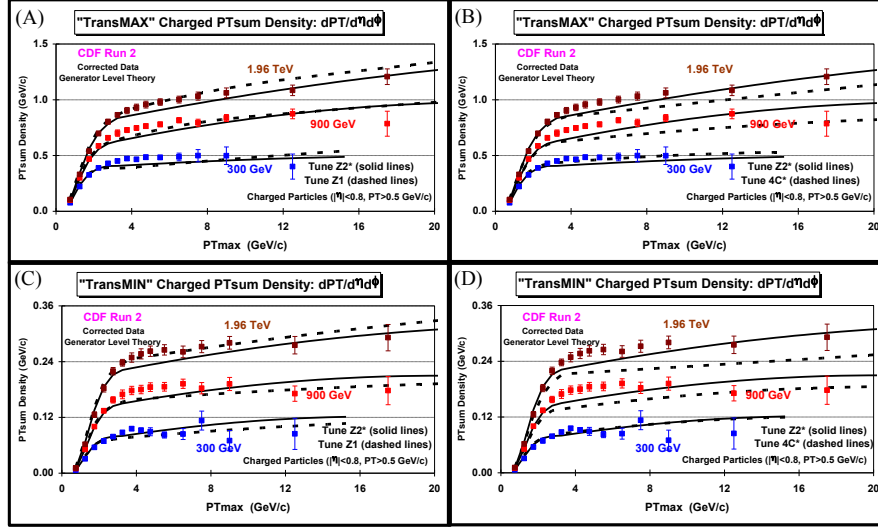 (A)
"TransMAX" Charged PTsum Density: dPT/dηdϕ
1.5
1.0
0.5
0.0
PTsum Density (GeV/c)
CDF Run 2
Corrected Data
Generator Level Theory
1.96 TeV
900 GeV
300 GeV
Tune Z2* (solid lines)
Tune Z1 (dashed lines)
Charged Particles (|η|<0.8, PT>0.5 GeV/c)
0 4 8 12 16 20
PTmax (GeV/c)
(B)
"TransMAX" Charged PTsum Density: dPT/dηdϕ
1.5
1.0
0.5
0.0
PTsum Density (GeV/c)
CDF Run 2
Corrected Data
Generator Level Theory
1.96 TeV
900 GeV
300 GeV
Tune Z2* (solid lines)
Tune 4C* (dashed lines)
Charged Particles (|η|<0.8, PT>0.5 GeV/c)
0 4 8 12 16 20
PTmax (GeV/c)
(C)
"TransMIN" Charged PTsum Density: dPT/dηdϕ
0.36
0.24
0.12
0.00
PTsum Density (GeV/c)
CDF Run 2
Corrected Data
Generator Level Theory
1.96 TeV
900 GeV
300 GeV
Tune Z2* (solid lines)
Tune Z1 (dashed lines)
Charged Particles (|η|<0.8, PT>0.5 GeV/c)
0 4 8 12 16 20
PTmax (GeV/c)
(D)
"TransMIN" Charged PTsum Density: dPT/dηdϕ
0.36
0.24
0.12
0.00
PTsum Density (GeV/c)
CDF Run 2
Corrected Data
Generator Level Theory
1.96 TeV
900 GeV
300 GeV
Tune Z2* (solid lines)
Tune 4C* (dashed lines)
Charged Particles (|η|<0.8, PT>0.5 GeV/c)
0 4 8 12 16 20
PTmax (GeV/c)